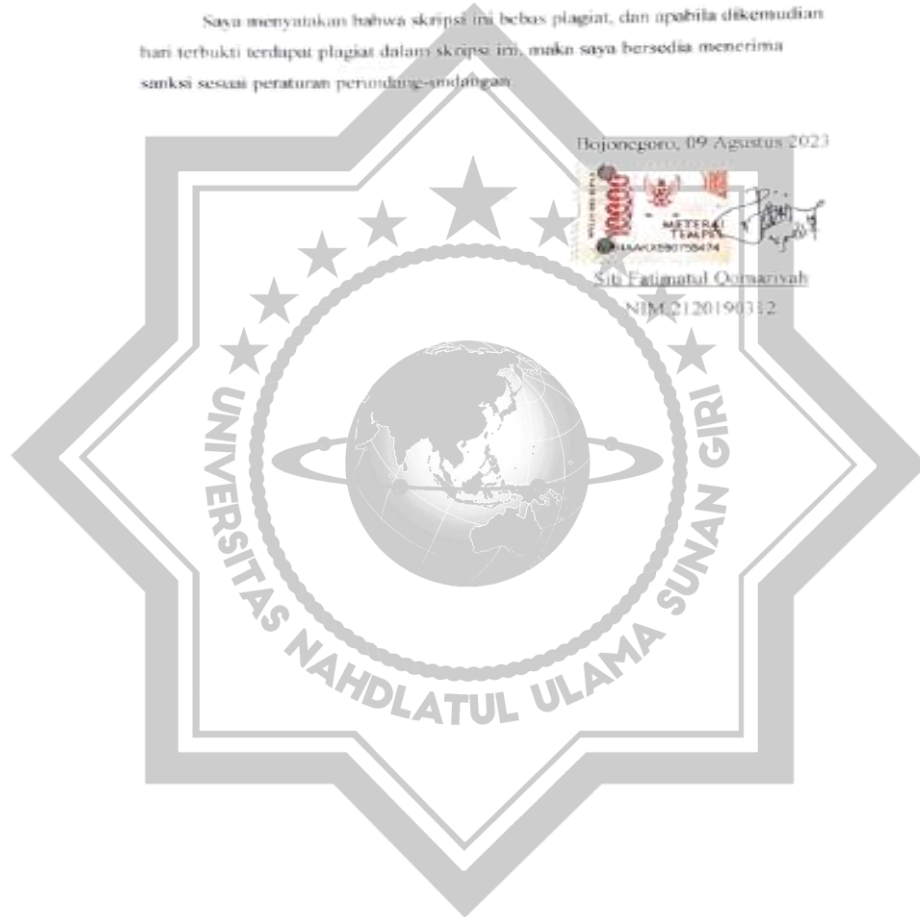 Saya menyatakan bahwa skripsi ini bebas plagiat, dan apabila dikemudian
hari terbukti terdapat plagiat dalam skripsi ini, maka saya bersedia menerima
sanksi sesuai peraturan perundang-undangan.
Bojonegoro, 09 Agustus 2023
10000
METERAI
TEMPEL
Siti Fatimatul Qomariyah
NIM.2120190312
UNIVERSITAS NAHDLATUL ULAMA SUNAN GIRI